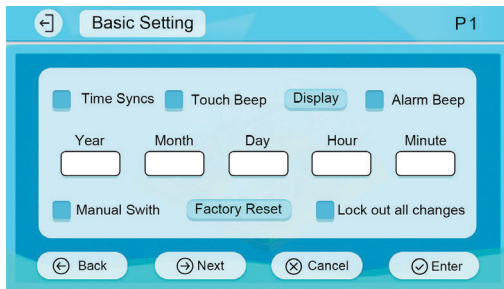 Basic Setting P1
Time Syncs Touch Beep Display Alarm Beep
Year Month Day Hour Minute
Manual Swith Factory Reset Lock out all changes
Back Next Cancel Enter